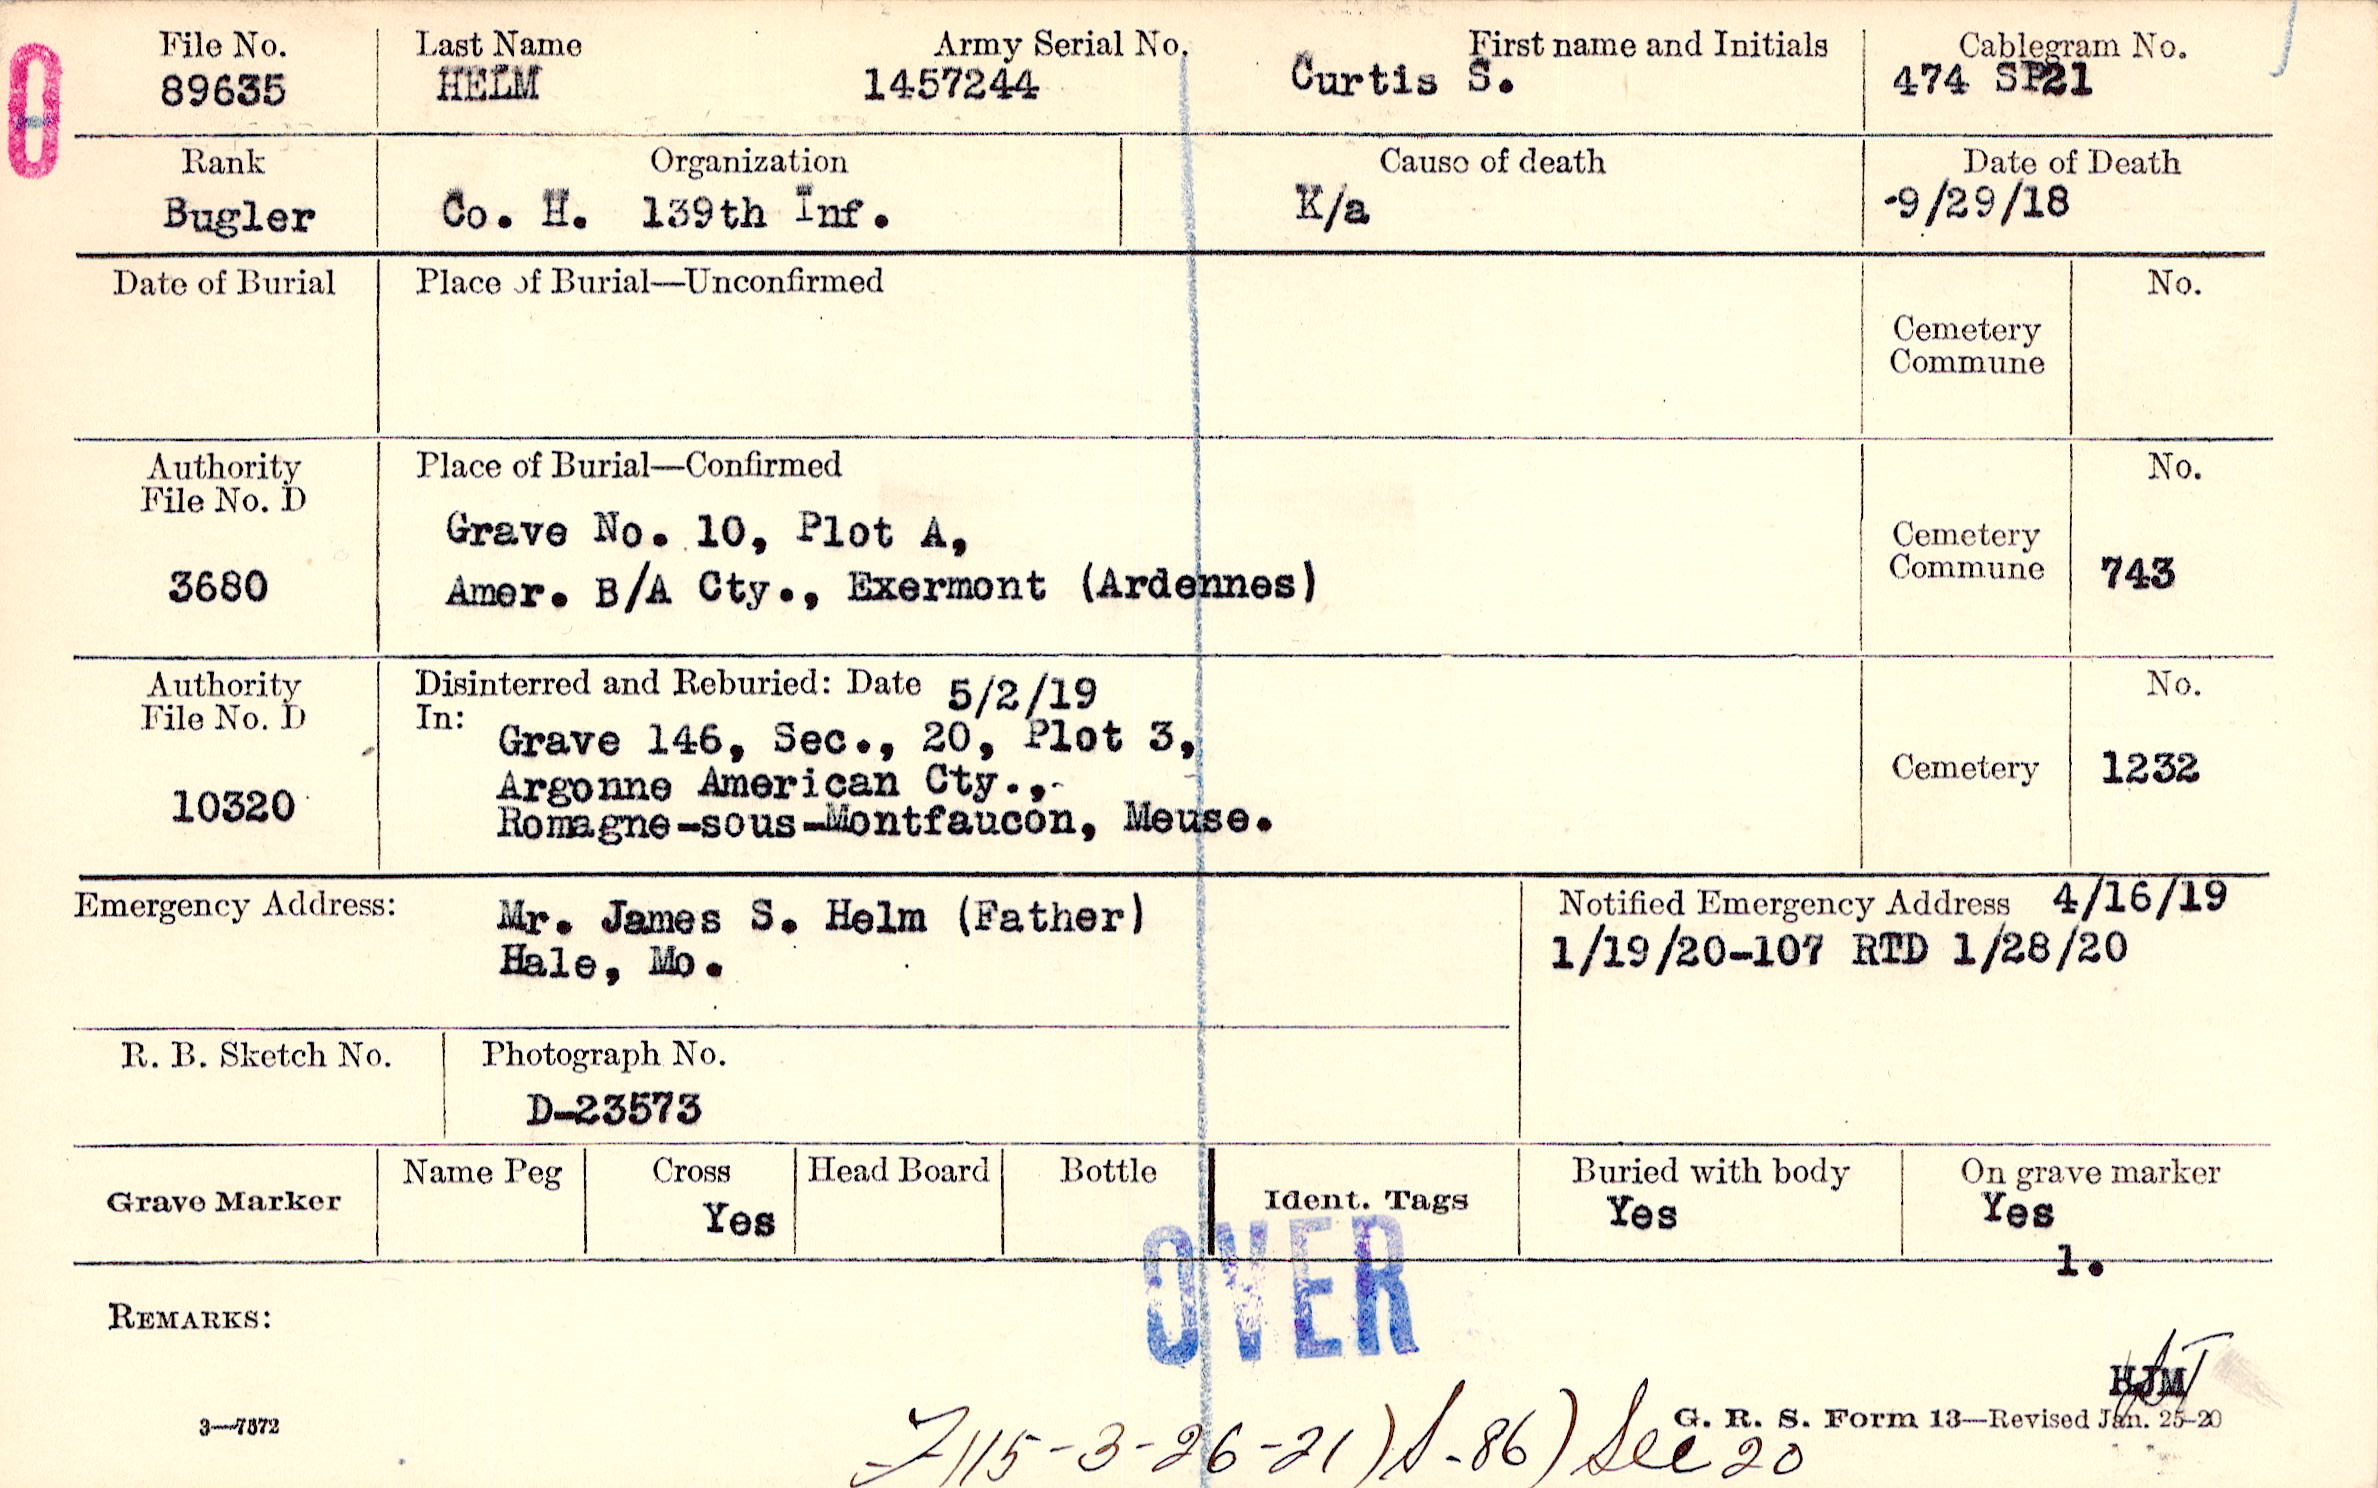 File No. Last Name Army Serial No. First name and Initials Cablegram No.
89635 HELM 1457244 Curtis S. 474 SP21
Rank Organization Cause of death Date of Death
Bugler Co. H. 139th Inf. K/a -9/29/18
Date of Burial Place of Burial—Unconfirmed No.
Cemetery
Commune
Authority Place of Burial—Confirmed No.
File No. D
Grave No. 10, Plot A,
Cemetery
3680 Amer. B/A Cty., Exermont (Ardennes) Commune 743
Authority Disinterred and Reburied: Date 5/2/19 No.
File No. D In:
Grave 146, Sec., 20, Plot 3,
Argonne American Cty., Cemetery 1232
10320 Romagne-sous-Montfaucon, Meuse.
Emergency Address: Mr. James S. Helm (Father) Notified Emergency Address 4/16/19
Hale, Mo. 1/19/20-107 RTD 1/28/20
R. B. Sketch No. Photograph No.
D-23573
Grave Marker Name Peg Cross Head Board Bottle Ident. Tags Buried with body On grave marker
Yes Yes Yes
1.
OVER
REMARKS:
HJM
3—7572 G. R. S. Form 13—Revised Jan. 25-20
115-3-26-21) S-86) Sec 20